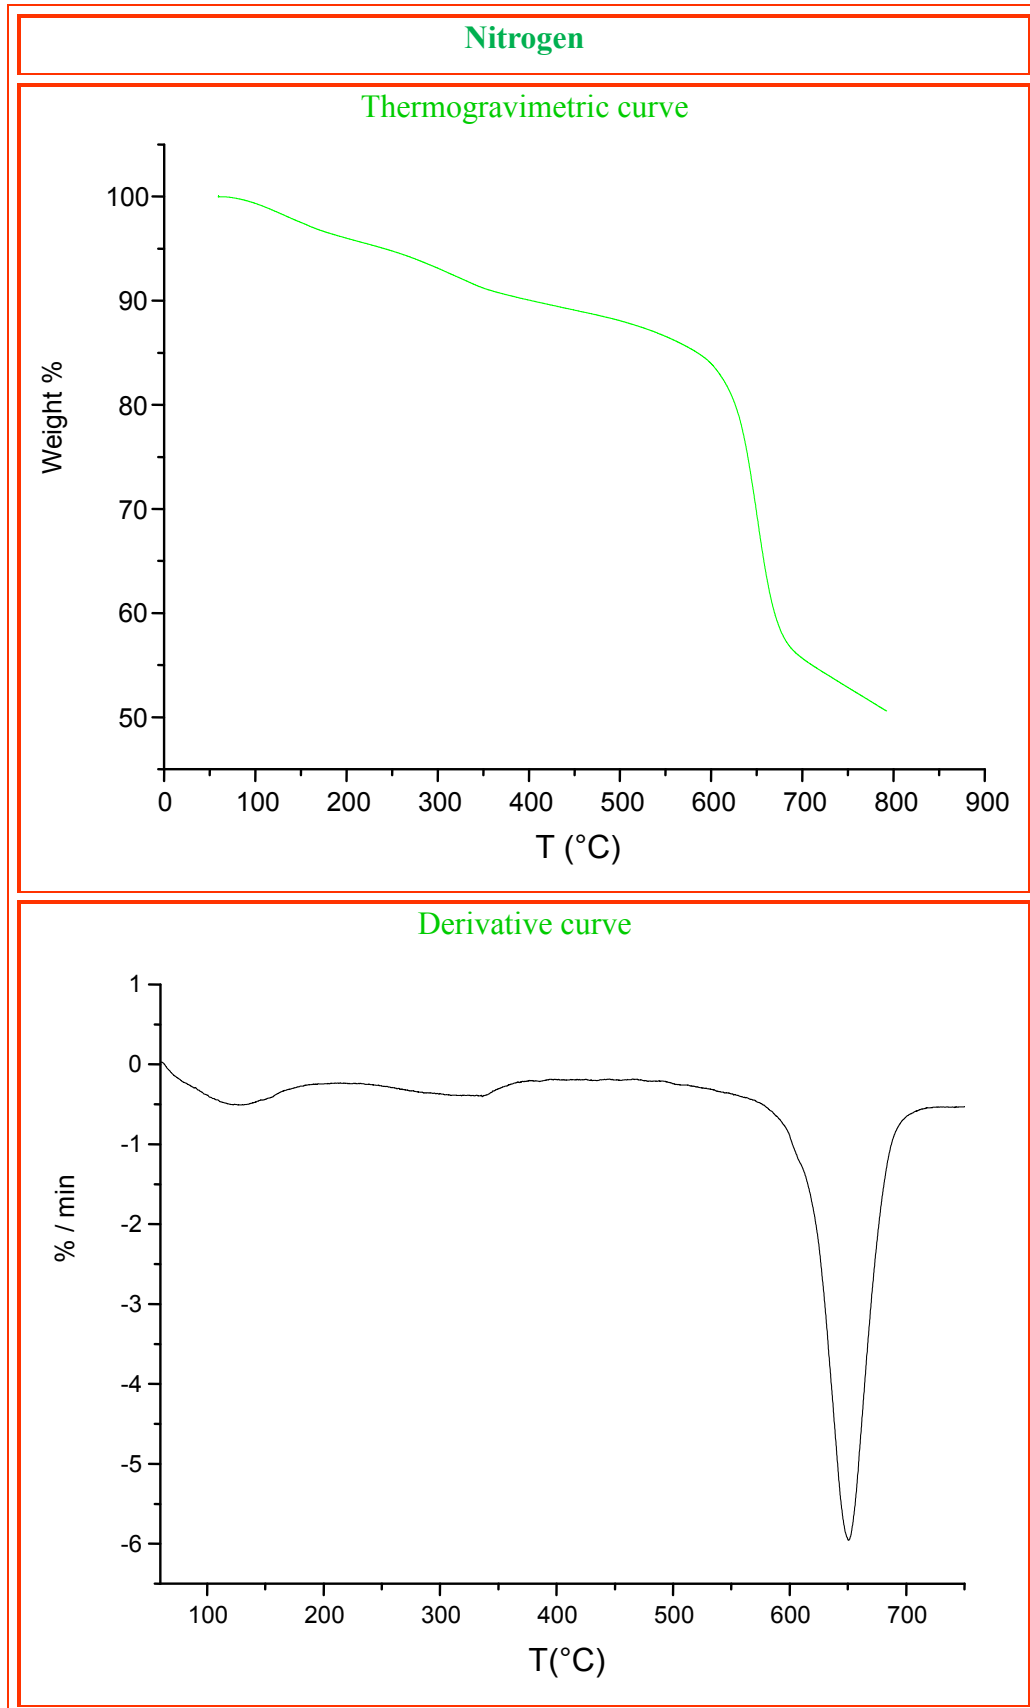 Nitrogen
Thermogravimetric curve
100
90
80
70
60
50
Weight %
0 100 200 300 400 500 600 700 800 900
T (°C)
Derivative curve
1
0
-1
-2
-3
-4
-5
-6
% / min
100 200 300 400 500 600 700
T(°C)